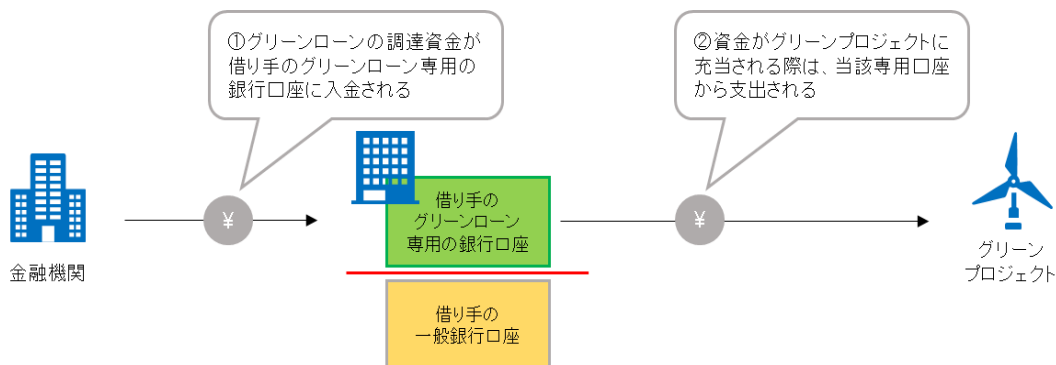 ①グリーンローンの調達資金が
借り手のグリーンローン専用の
銀行口座に入金される
②資金がグリーンプロジェクトに
充当される際は、当該専用口座
から支出される
金融機関
¥
借り手の
グリーンローン
専用の銀行口座
借り手の
一般銀行口座
¥
グリーン
プロジェクト